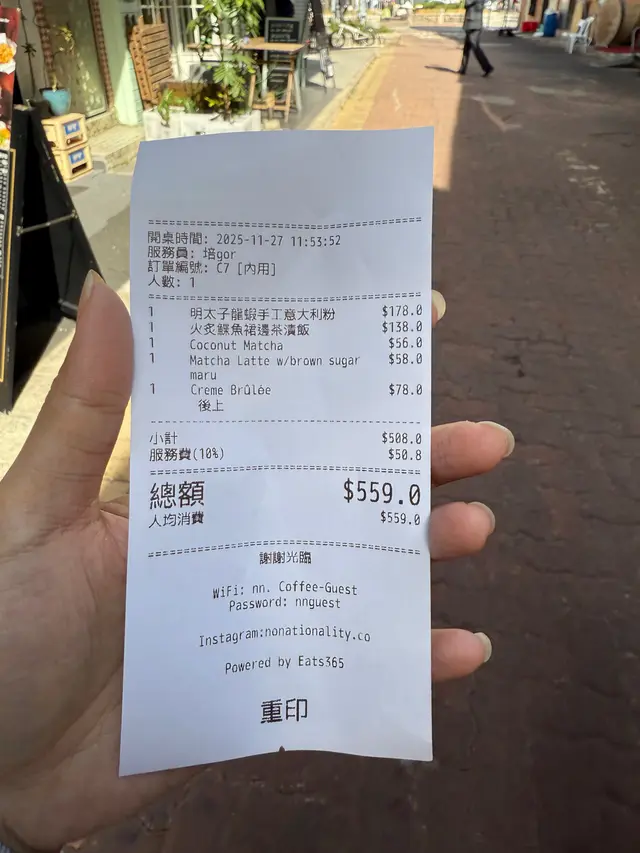 開桌時間: 2025-11-27 11:53:52
服務員: 培gor
訂單編號: C7 [內用]
人數: 1
1 明太子龍蝦手工意大利粉 $178.0
1 火炙鰈魚裙邊茶漬飯 $138.0
1 Coconut Matcha $56.0
1 Matcha Latte w/brown sugar $58.0
maru
1 Creme Brûlée $78.0
後上
小計 $508.0
服務費(10%) $50.8
總額 $559.0
人均消費 $559.0
謝謝光臨
WiFi: nn. Coffee-Guest
Password: nnguest
Instagram:nonationality.co
Powered by Eats365
重印